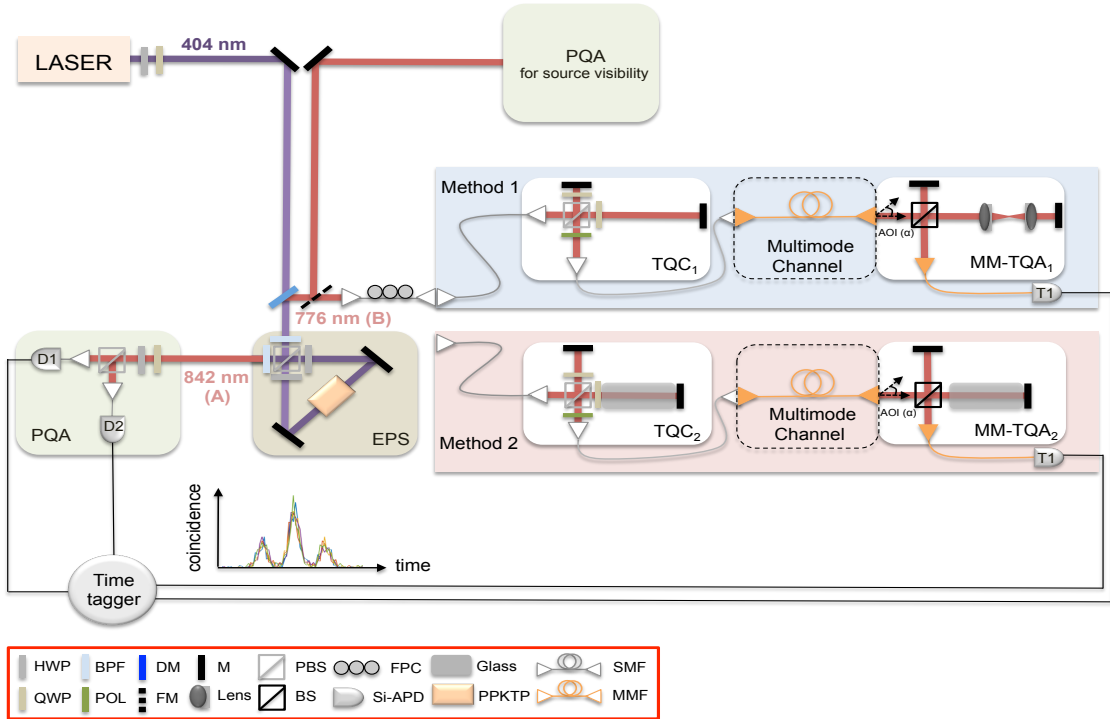 LASER
404 nm
PQA
for source visibility
Method 1
TQC₁
Multimode
Channel
AOI (α)
MM-TQA₁
T1
776 nm (B)
D1
842 nm
(A)
D2
PQA
EPS
Method 2
TQC₂
Multimode
Channel
AOI (α)
MM-TQA₂
T1
coincidence
time
Time
tagger
HWP BPF DM M PBS FPC Glass SMF
QWP POL FM Lens BS Si-APD PPKTP MMF